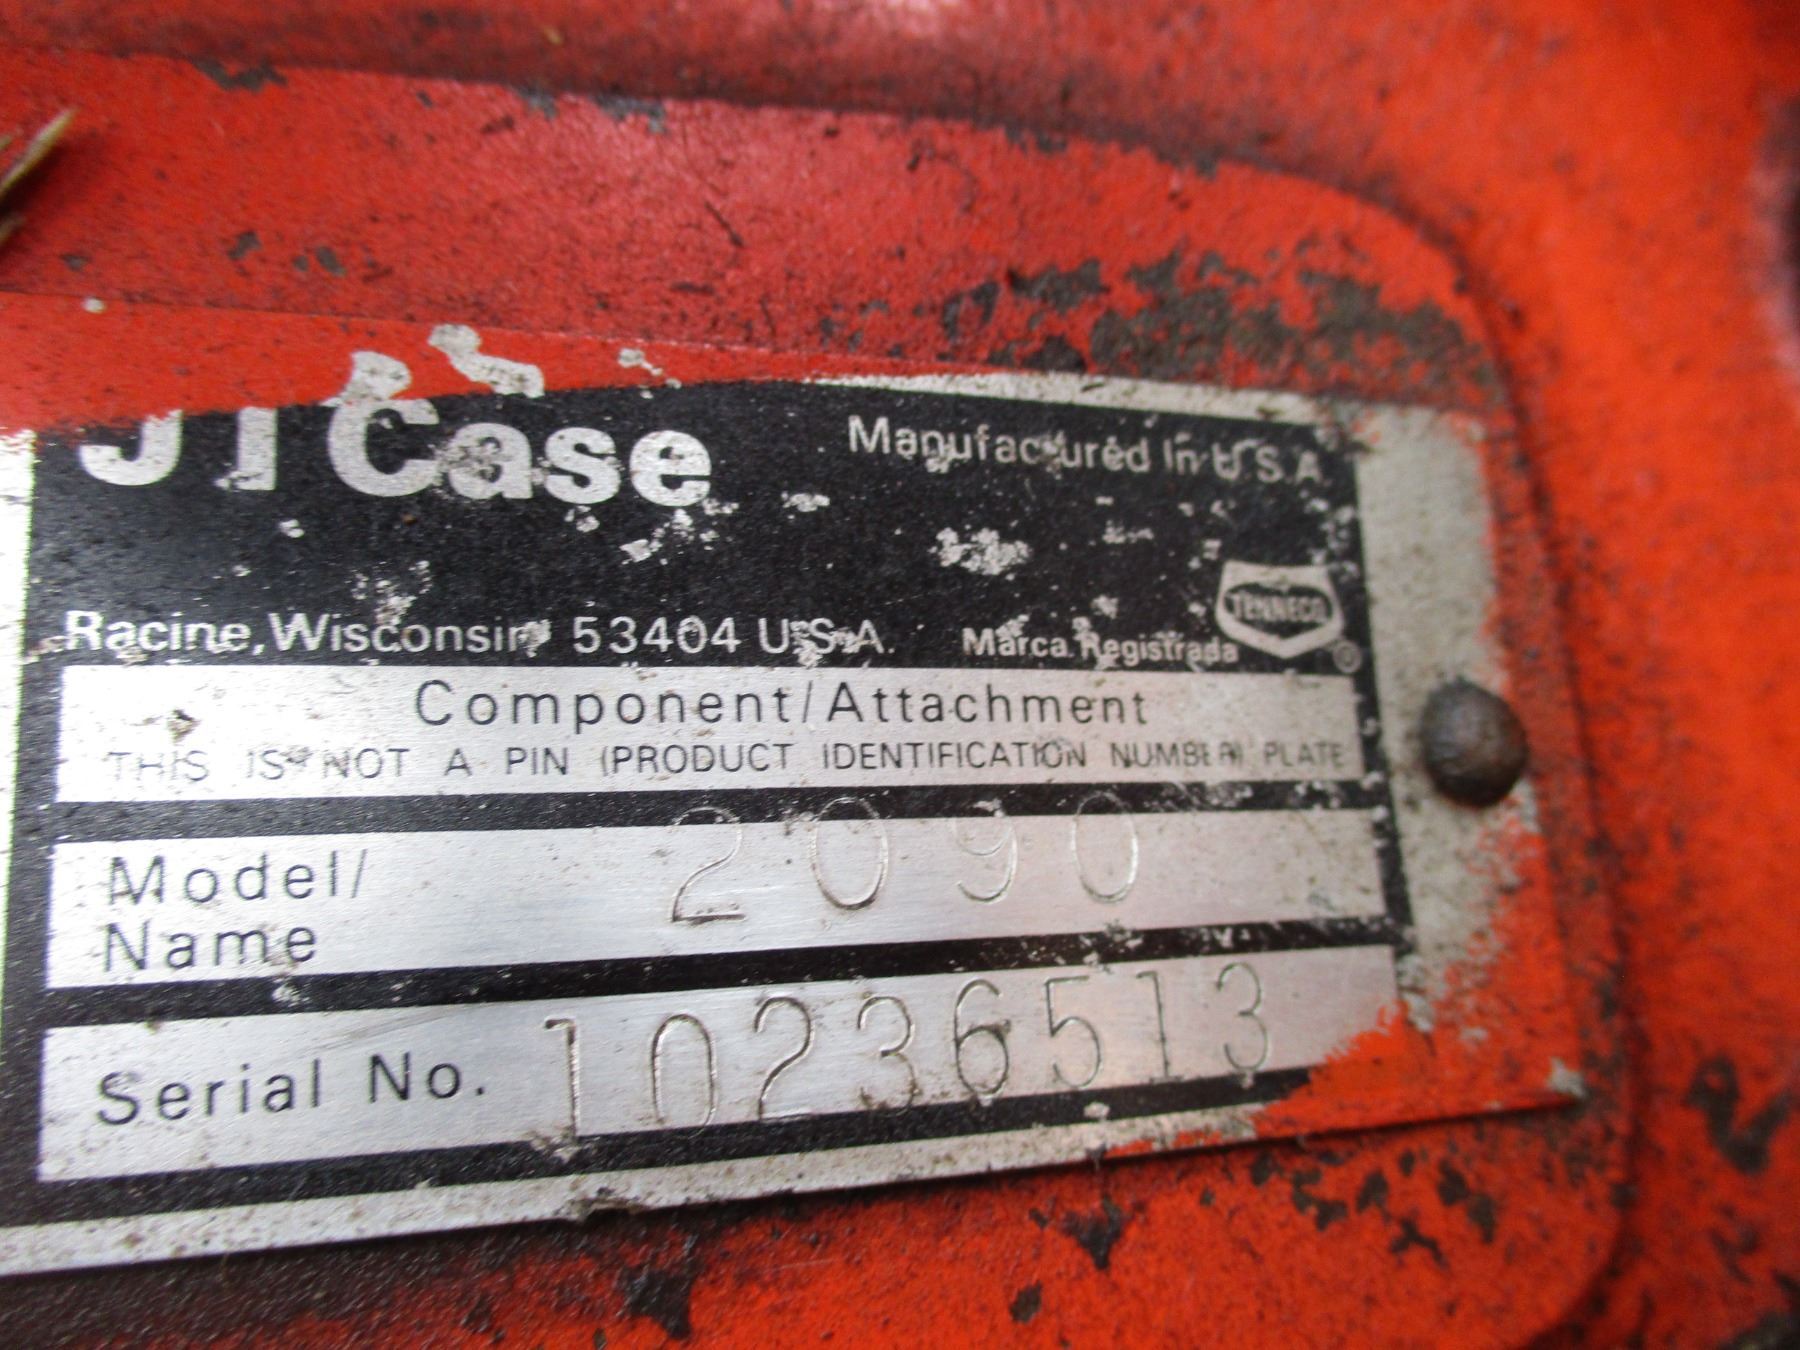 JI Case Manufactured In U.S.A.
Racine, Wisconsin 53404 U.S.A. Marca Registrada TENNECO ®
Component/Attachment
THIS IS NOT A PIN (PRODUCT IDENTIFICATION NUMBER) PLATE
Model/
Name 2090
Serial No. 10236513